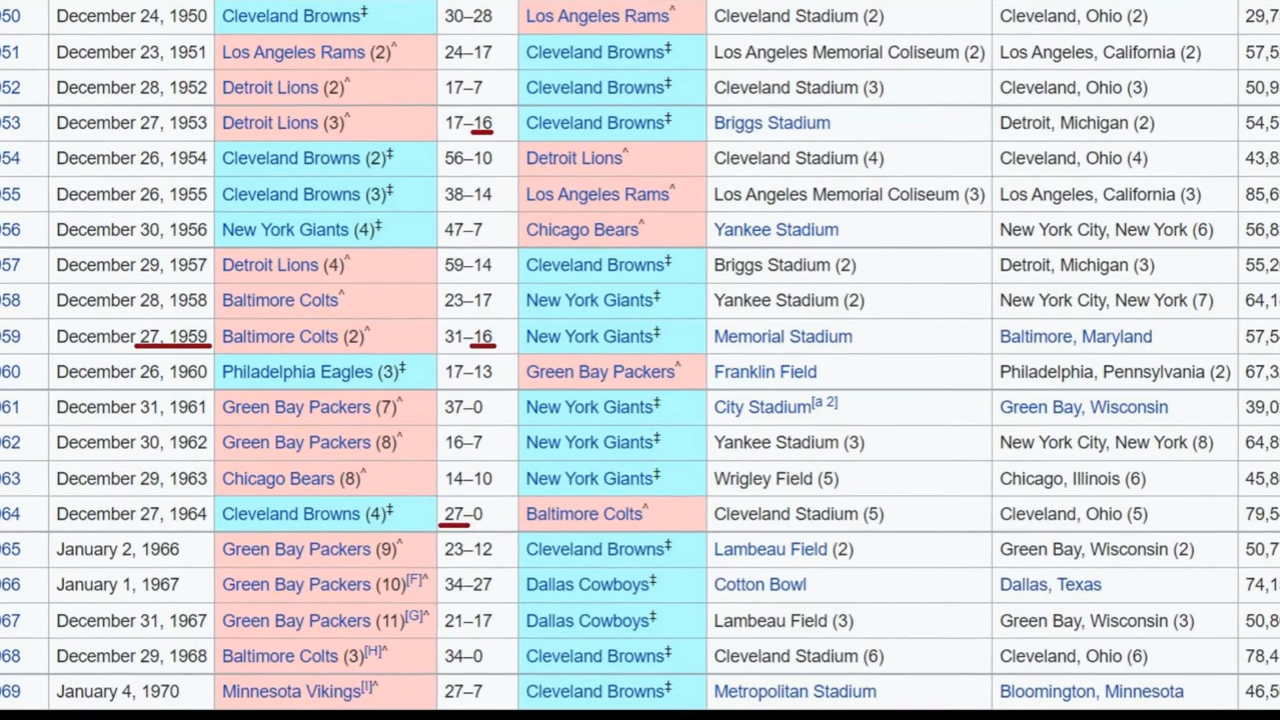 50 December 24, 1950 Cleveland Browns‡ 30–28 Los Angeles Rams^ Cleveland Stadium (2) Cleveland, Ohio (2) 29,7
951 December 23, 1951 Los Angeles Rams (2)^ 24–17 Cleveland Browns‡ Los Angeles Memorial Coliseum (2) Los Angeles, California (2) 57,5
952 December 28, 1952 Detroit Lions (2)^ 17–7 Cleveland Browns‡ Cleveland Stadium (3) Cleveland, Ohio (3) 50,9
953 December 27, 1953 Detroit Lions (3)^ 17–16 Cleveland Browns‡ Briggs Stadium Detroit, Michigan (2) 54,5
954 December 26, 1954 Cleveland Browns (2)‡ 56–10 Detroit Lions^ Cleveland Stadium (4) Cleveland, Ohio (4) 43,8
955 December 26, 1955 Cleveland Browns (3)‡ 38–14 Los Angeles Rams^ Los Angeles Memorial Coliseum (3) Los Angeles, California (3) 85,6
956 December 30, 1956 New York Giants (4)‡ 47–7 Chicago Bears^ Yankee Stadium New York City, New York (6) 56,8
957 December 29, 1957 Detroit Lions (4)^ 59–14 Cleveland Browns‡ Briggs Stadium (2) Detroit, Michigan (3) 55,2
958 December 28, 1958 Baltimore Colts^ 23–17 New York Giants‡ Yankee Stadium (2) New York City, New York (7) 64,1
959 December 27, 1959 Baltimore Colts (2)^ 31–16 New York Giants‡ Memorial Stadium Baltimore, Maryland 57,5
960 December 26, 1960 Philadelphia Eagles (3)‡ 17–13 Green Bay Packers^ Franklin Field Philadelphia, Pennsylvania (2) 67,3
961 December 31, 1961 Green Bay Packers (7)^ 37–0 New York Giants‡ City Stadium[a 2] Green Bay, Wisconsin 39,0
962 December 30, 1962 Green Bay Packers (8)^ 16–7 New York Giants‡ Yankee Stadium (3) New York City, New York (8) 64,8
963 December 29, 1963 Chicago Bears (8)^ 14–10 New York Giants‡ Wrigley Field (5) Chicago, Illinois (6) 45,8
964 December 27, 1964 Cleveland Browns (4)‡ 27–0 Baltimore Colts^ Cleveland Stadium (5) Cleveland, Ohio (5) 79,5
965 January 2, 1966 Green Bay Packers (9)^ 23–12 Cleveland Browns‡ Lambeau Field (2) Green Bay, Wisconsin (2) 50,7
966 January 1, 1967 Green Bay Packers (10)[F]^ 34–27 Dallas Cowboys‡ Cotton Bowl Dallas, Texas 74,1
967 December 31, 1967 Green Bay Packers (11)[G]^ 21–17 Dallas Cowboys‡ Lambeau Field (3) Green Bay, Wisconsin (3) 50,8
968 December 29, 1968 Baltimore Colts (3)[H]^ 34–0 Cleveland Browns‡ Cleveland Stadium (6) Cleveland, Ohio (6) 78,4
969 January 4, 1970 Minnesota Vikings[I]^ 27–7 Cleveland Browns‡ Metropolitan Stadium Bloomington, Minnesota 46,5